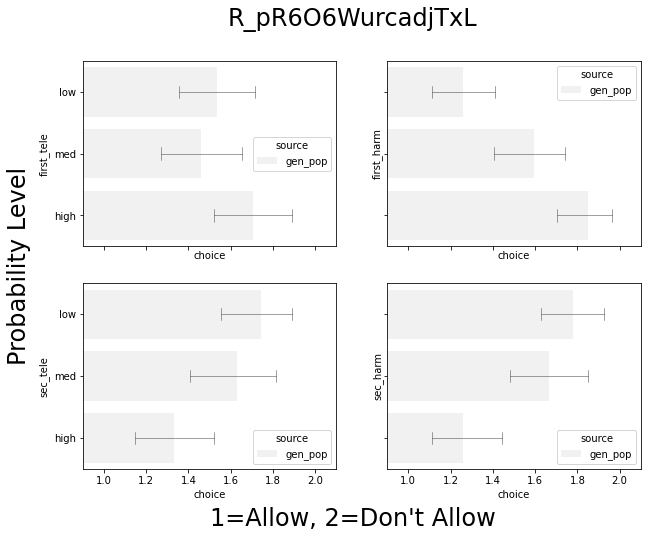 R_pR6O6WurcadjTxL
Probability Level
first_tele
low
med
high
source
gen_pop
choice
first_harm
source
gen_pop
choice
sec_tele
low
med
high
source
gen_pop
1.0 1.2 1.4 1.6 1.8 2.0
choice
sec_harm
source
gen_pop
1.0 1.2 1.4 1.6 1.8 2.0
choice
1=Allow, 2=Don't Allow